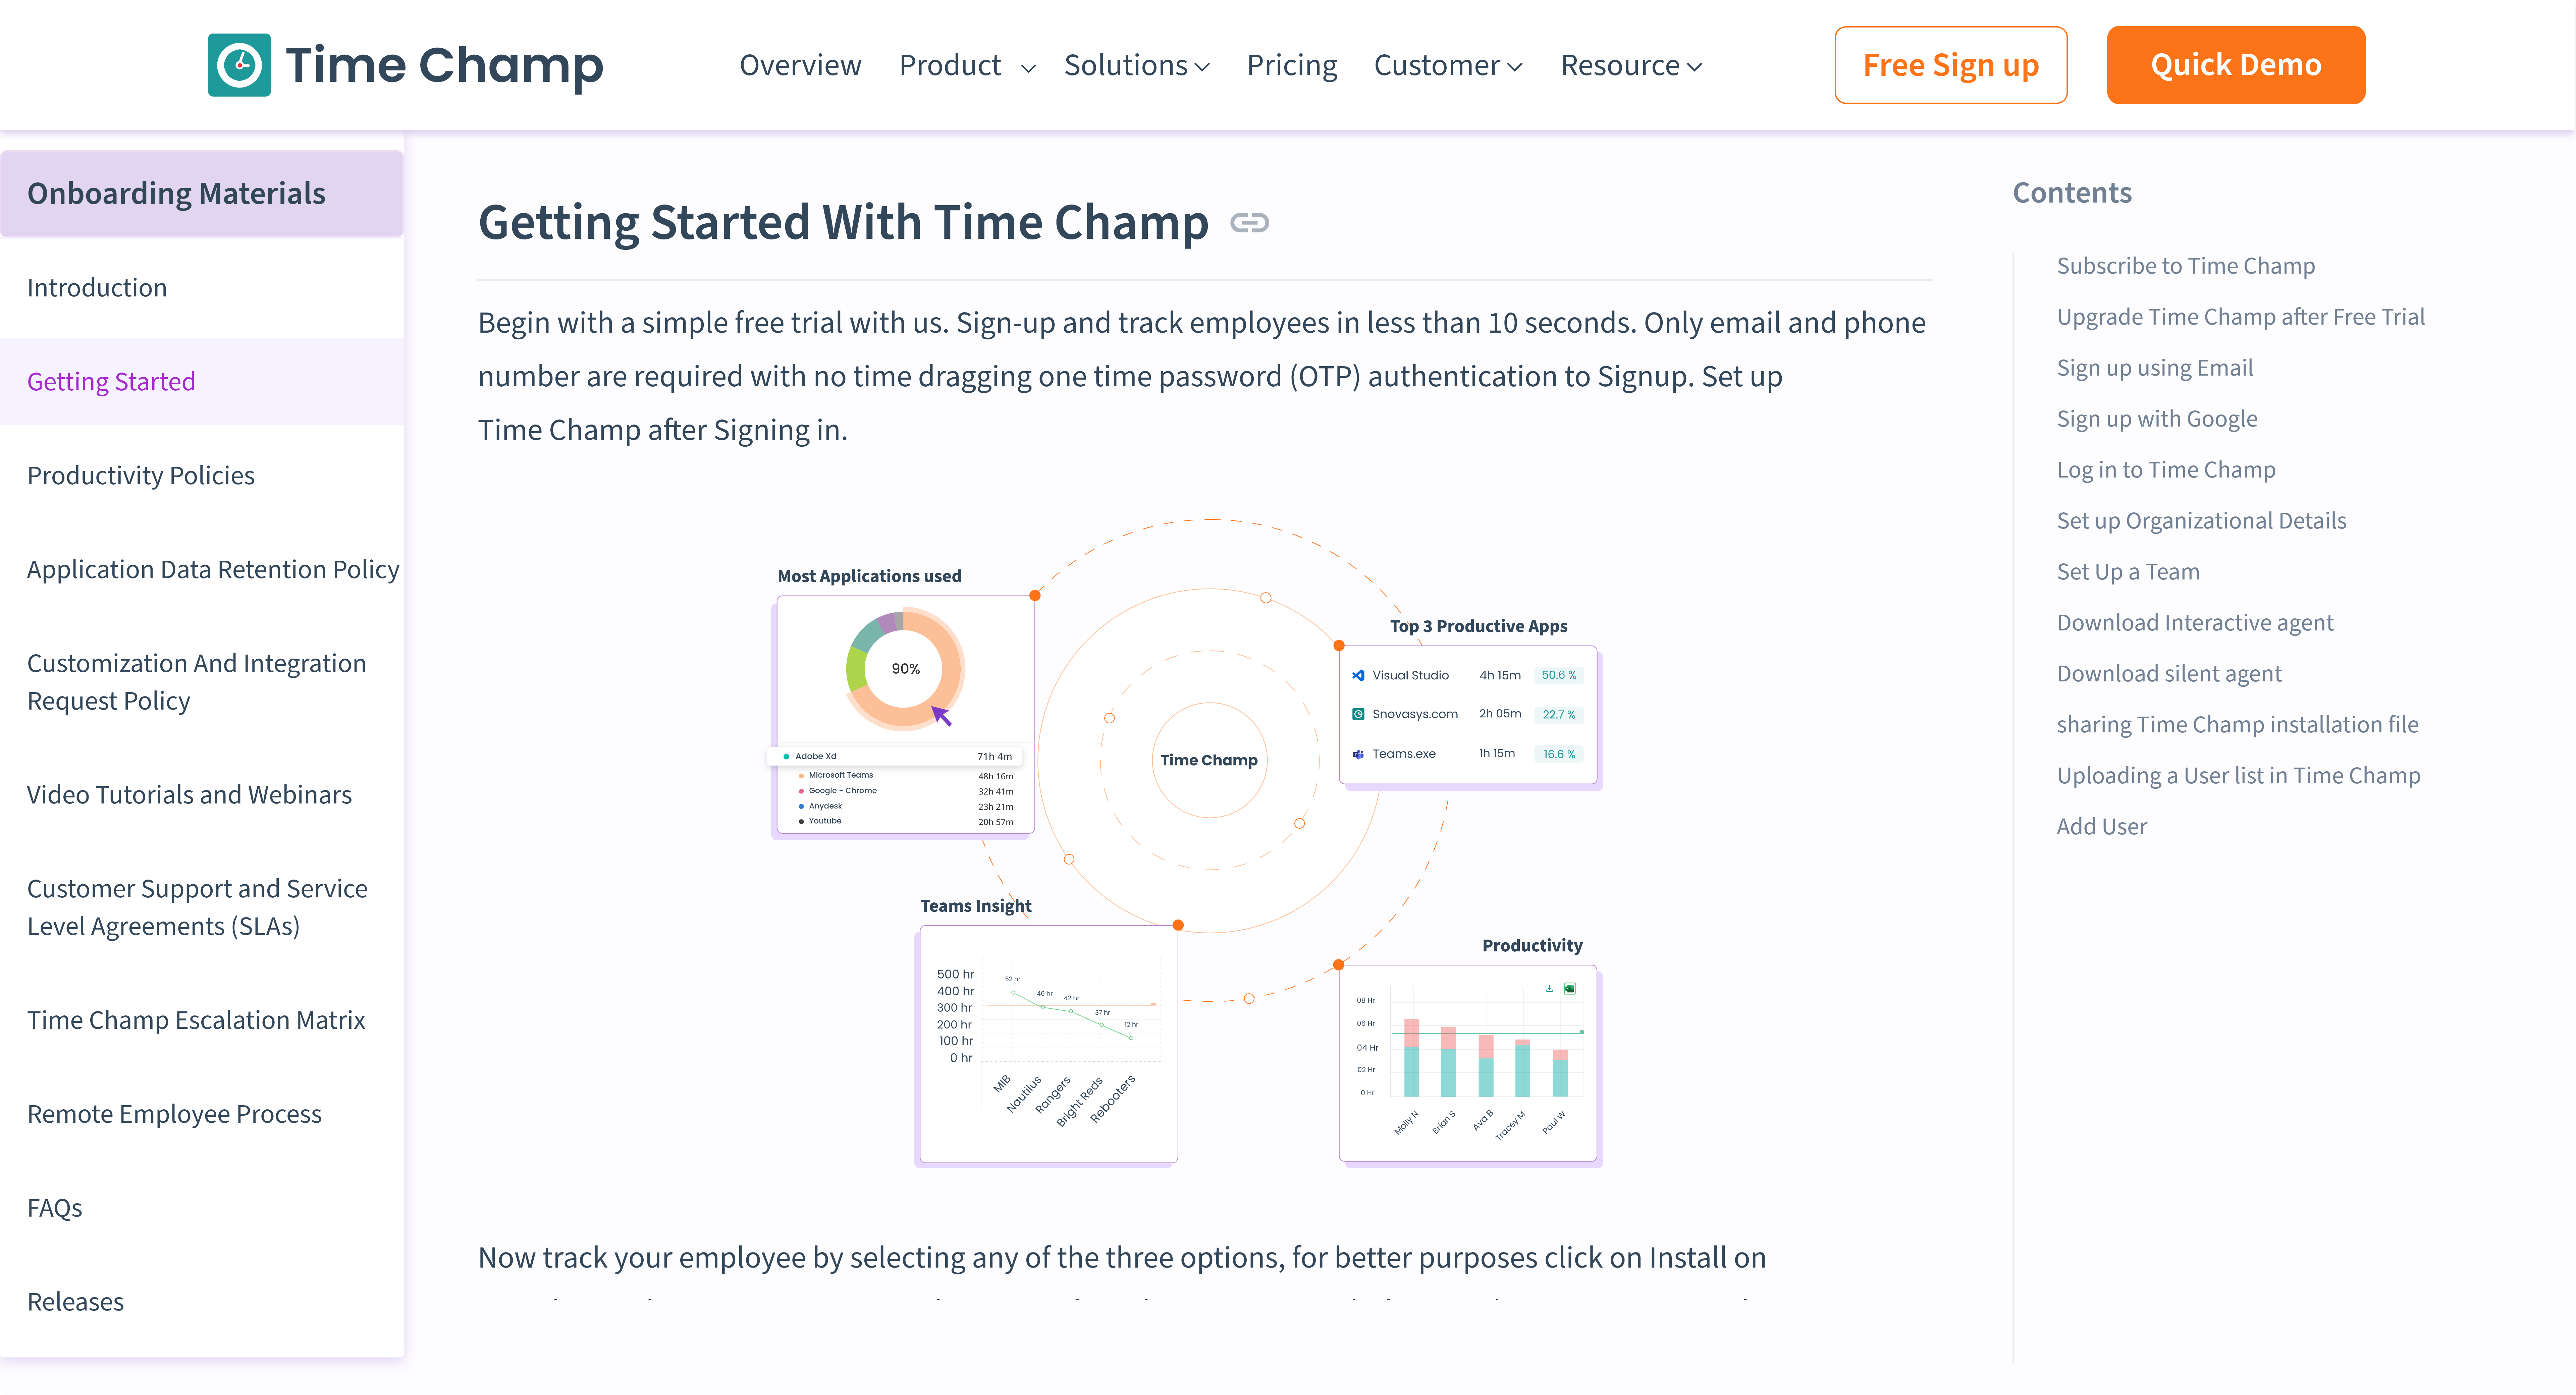 Time Champ
Overview
Product
Solutions
Pricing
Customer
Resource
Free Sign up
Quick Demo
Onboarding Materials
Introduction
Getting Started
Productivity Policies
Application Data Retention Policy
Customization And Integration
Request Policy
Video Tutorials and Webinars
Customer Support and Service
Level Agreements (SLAs)
Time Champ Escalation Matrix
Remote Employee Process
FAQs
Releases
Getting Started With Time Champ
Begin with a simple free trial with us. Sign-up and track employees in less than 10 seconds. Only email and phone
number are required with no time dragging one time password (OTP) authentication to Signup. Set up
Time Champ after Signing in.
Most Applications used
90%
Adobe Xd 71h 4m
Microsoft Teams 48h 16m
Google - Chrome 32h 41m
Anydesk 23h 21m
Youtube 20h 57m
Time Champ
Top 3 Productive Apps
Visual Studio 4h 15m 50.6 %
Snovasys.com 2h 05m 22.7 %
Teams.exe 1h 15m 16.6 %
Teams Insight
500 hr
400 hr
300 hr
200 hr
100 hr
0 hr
52 hr
46 hr
42 hr
37 hr
12 hr
MIB
Nautilus
Rangers
Bright Reds
Rebooters
Productivity
08 Hr
06 Hr
04 Hr
02 Hr
0 Hr
Molly N
Brian S
Ava B
Tracey M
Paul W
Now track your employee by selecting any of the three options, for better purposes click on Install on
Contents
Subscribe to Time Champ
Upgrade Time Champ after Free Trial
Sign up using Email
Sign up with Google
Log in to Time Champ
Set up Organizational Details
Set Up a Team
Download Interactive agent
Download silent agent
sharing Time Champ installation file
Uploading a User list in Time Champ
Add User